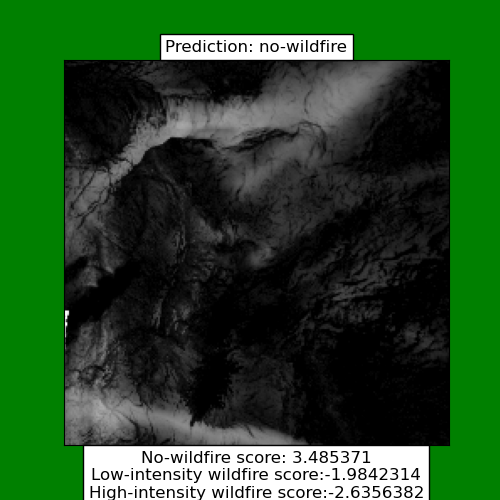 Prediction: no-wildfire
No-wildfire score: 3.485371
Low-intensity wildfire score:-1.9842314
High-intensity wildfire score:-2.6356382